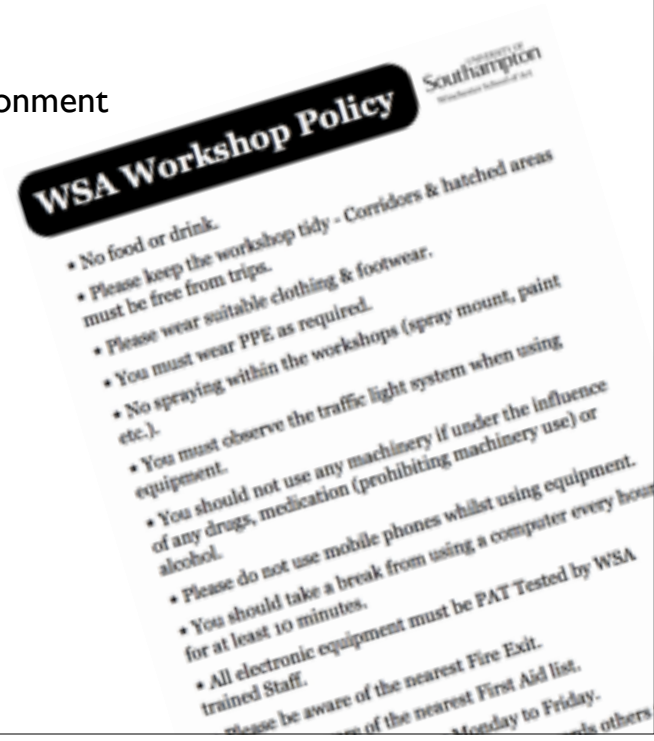 onment
UNIVERSITY OF
Southampton
Winchester School of Art
WSA Workshop Policy
• No food or drink.
• Please keep the workshop tidy - Corridors & hatched areas
must be free from trips.
• Please wear suitable clothing & footwear.
• You must wear PPE as required.
• No spraying within the workshops (spray mount, paint
etc.).
• You must observe the traffic light system when using
equipment.
• You should not use any machinery if under the influence
of any drugs, medication (prohibiting machinery use) or
alcohol.
• Please do not use mobile phones whilst using equipment.
• You should take a break from using a computer every hour
for at least 10 minutes.
• All electronic equipment must be PAT Tested by WSA
trained Staff.
Please be aware of the nearest Fire Exit.
of the nearest First Aid list.
Monday to Friday.
others